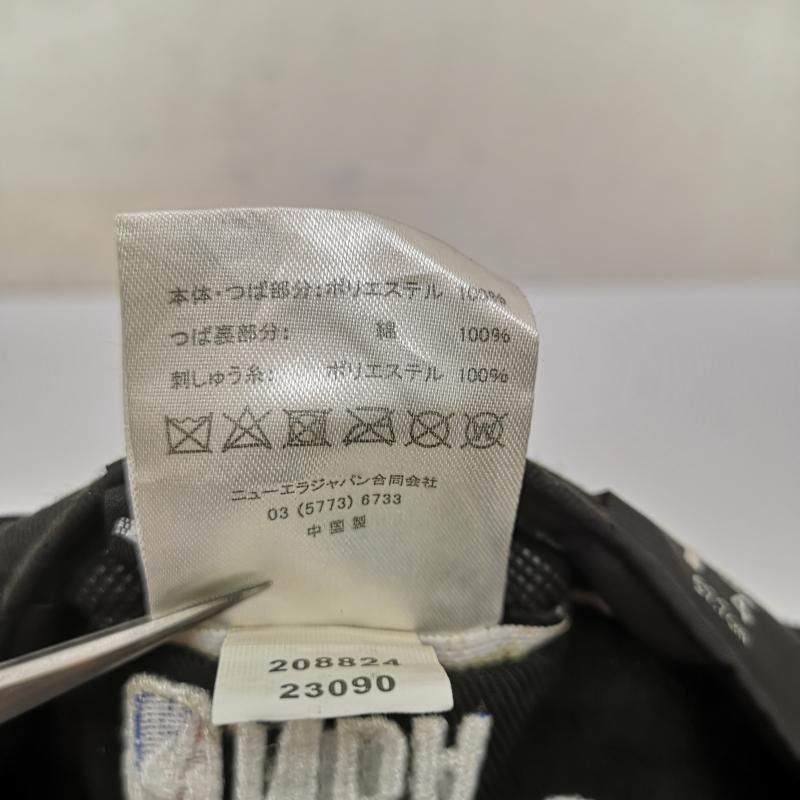 本体・つば部分:ポリエステル 100%
つば裏部分: 綿 100%
刺しゅう糸: ポリエステル 100%
ニューエラジャパン合同会社
03 (5773) 6733
中国製
208824
23090